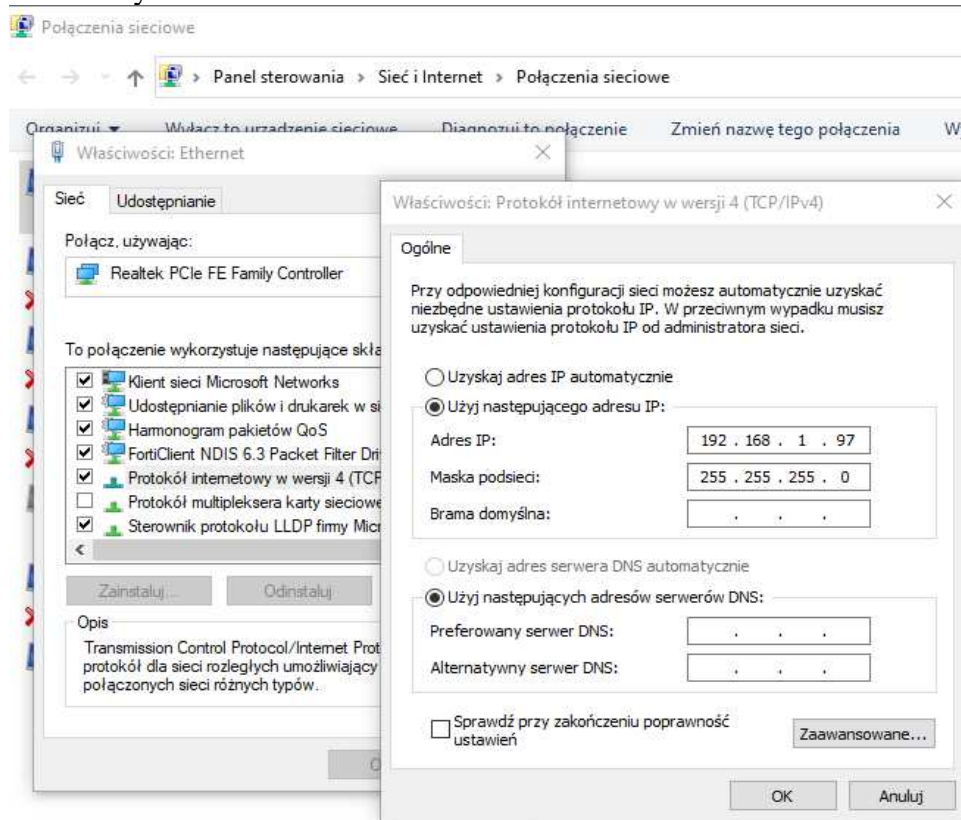 Połączenia sieciowe
Panel sterowania > Sieć i Internet > Połączenia sieciowe
Organizuj Wyłącz to urządzenie sieciowe Diagnozuj to połączenie Zmień nazwę tego połączenia W
Właściwości: Ethernet
Sieć Udostępnianie
Połącz, używając:
Realtek PCIe FE Family Controller
To połączenie wykorzystuje następujące skła
Klient sieci Microsoft Networks
Udostępnianie plików i drukarek w si
Harmonogram pakietów QoS
FortiClient NDIS 6.3 Packet Filter Dri
Protokół internetowy w wersji 4 (TCP
Protokół multipleksera karty sieciowe
Sterownik protokołu LLDP firmy Micr
Zainstaluj... Odinstaluj
Opis
Transmission Control Protocol/Internet Prot
protokół dla sieci rozległych umożliwiający
połączonych sieci różnych typów.
Właściwości: Protokół internetowy w wersji 4 (TCP/IPv4)
Ogólne
Przy odpowiedniej konfiguracji sieci możesz automatycznie uzyskać
niezbędne ustawienia protokołu IP. W przeciwnym wypadku musisz
uzyskać ustawienia protokołu IP od administratora sieci.
Uzyskaj adres IP automatycznie
Użyj następującego adresu IP:
Adres IP: 192 . 168 . 1 . 97
Maska podsieci: 255 . 255 . 255 . 0
Brama domyślna: . . .
Uzyskaj adres serwera DNS automatycznie
Użyj następujących adresów serwerów DNS:
Preferowany serwer DNS: . . .
Alternatywny serwer DNS: . . .
Sprawdź przy zakończeniu poprawność
ustawień
Zaawansowane...
OK Anuluj